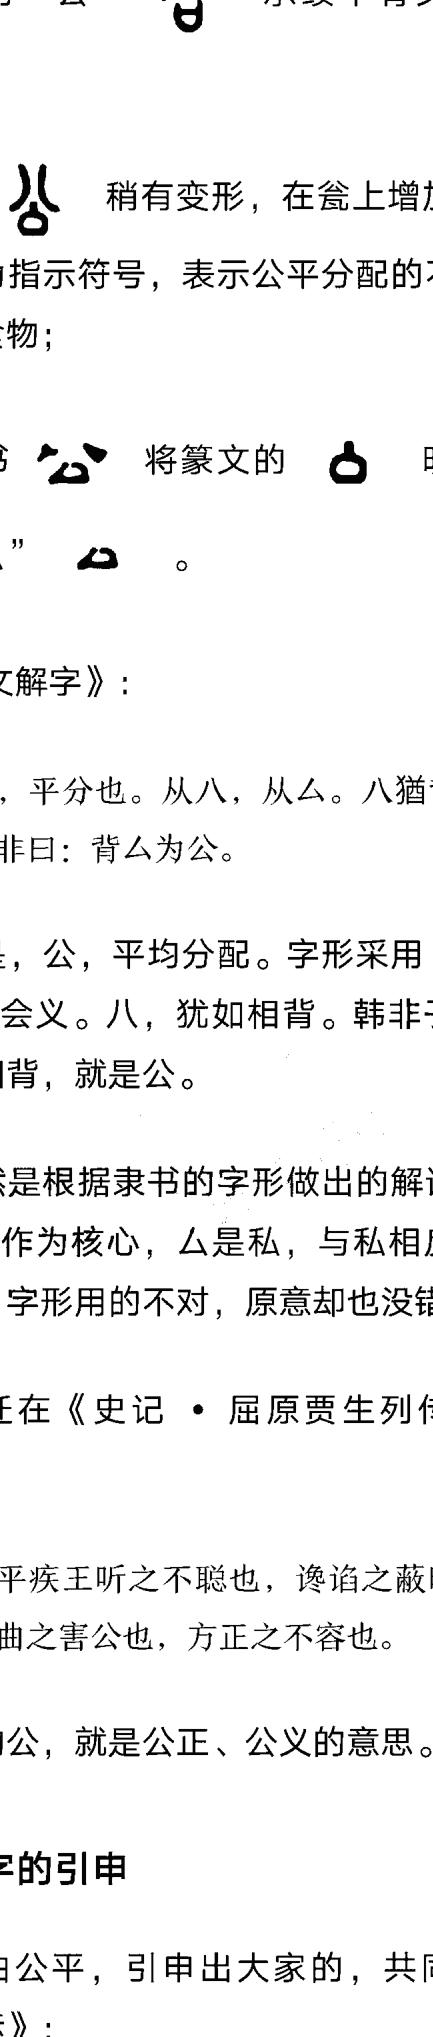 稍有变形，在瓮上增
指示符号，表示公平分配的
物；
将篆文的
”。
文解字》：
，平分也。从八，从厶。八猶
非曰：背厶为公。
，公，平均分配。字形采用
会义。八，犹如相背。韩非
背，就是公。
是根据隶书的字形做出的解
作为核心，厶是私，与私相
字形用的不对，原意却也没错
迁在《史记 • 屈原贾生列传
平疾王听之不聪也，谗谄之蔽
曲之害公也，方正之不容也。
公，就是公正、公义的意思。
字的引申
由公平，引申出大家的，共同
》：